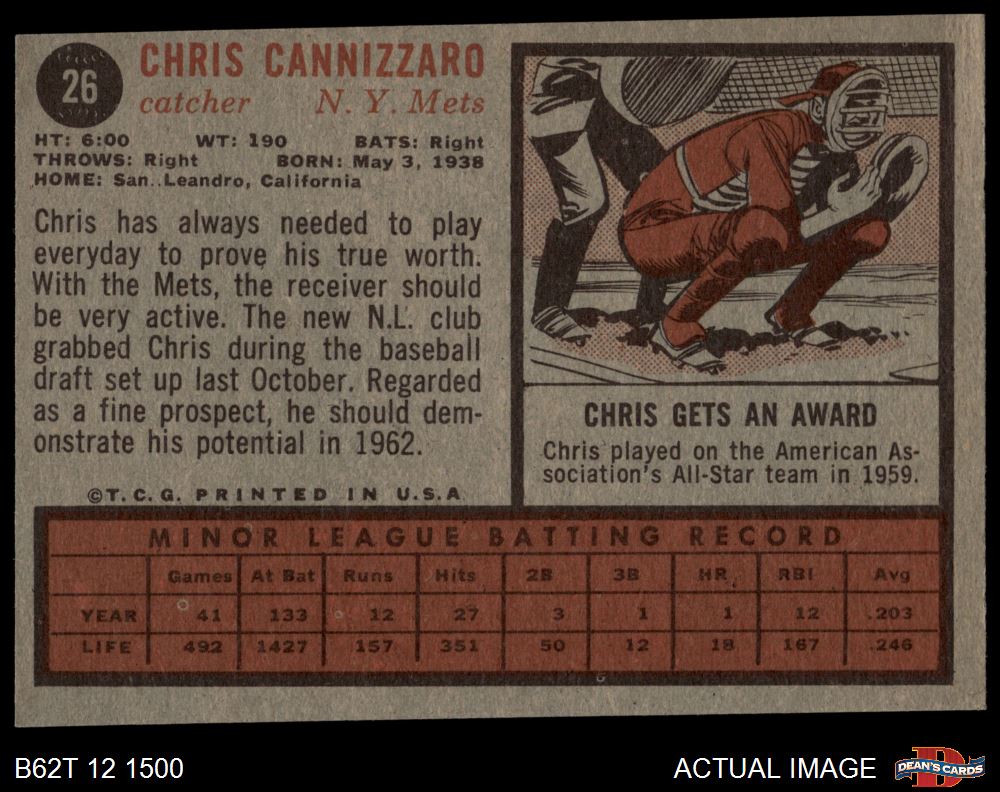 26
CHRIS CANNIZZARO
catcher N. Y. Mets
HT: 6:00 WT: 190 BATS: Right
THROWS: Right BORN: May 3, 1938
HOME: San. Leandro, California
Chris has always needed to play
everyday to prove his true worth.
With the Mets, the receiver should
be very active. The new N.L. club
grabbed Chris during the baseball
draft set up last October. Regarded
as a fine prospect, he should dem-
onstrate his potential in 1962.
©T.C.G. PRINTED IN U.S.A.
CHRIS GETS AN AWARD
Chris played on the American As-
sociation's All-Star team in 1959.
MINOR LEAGUE BATTING RECORD
Games At Bat Runs Hits 2B 3B HR RBI Avg
YEAR 41 133 12 27 3 1 1 12 .203
LIFE 492 1427 157 351 50 12 18 167 .246
B62T 12 1500
ACTUAL IMAGE
DEAN'S CARDS